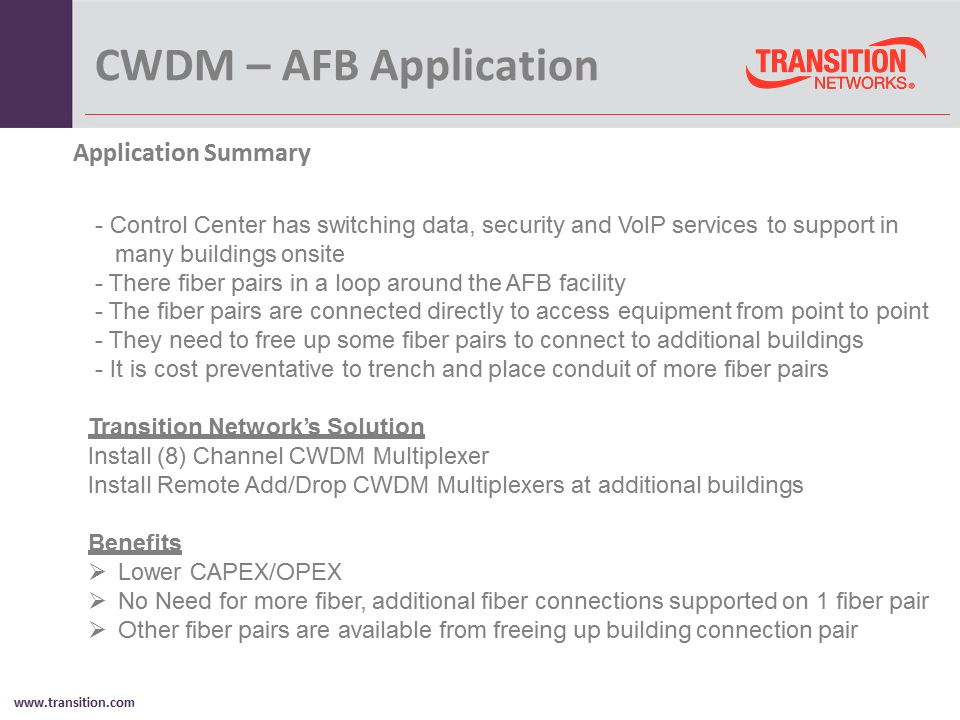 CWDM – AFB Application
TRANSITION
NETWORKS®
Application Summary
- Control Center has switching data, security and VoIP services to support in
many buildings onsite
- There fiber pairs in a loop around the AFB facility
- The fiber pairs are connected directly to access equipment from point to point
- They need to free up some fiber pairs to connect to additional buildings
- It is cost preventative to trench and place conduit of more fiber pairs
Transition Network’s Solution
Install (8) Channel CWDM Multiplexer
Install Remote Add/Drop CWDM Multiplexers at additional buildings
Benefits
➢ Lower CAPEX/OPEX
➢ No Need for more fiber, additional fiber connections supported on 1 fiber pair
➢ Other fiber pairs are available from freeing up building connection pair
www.transition.com